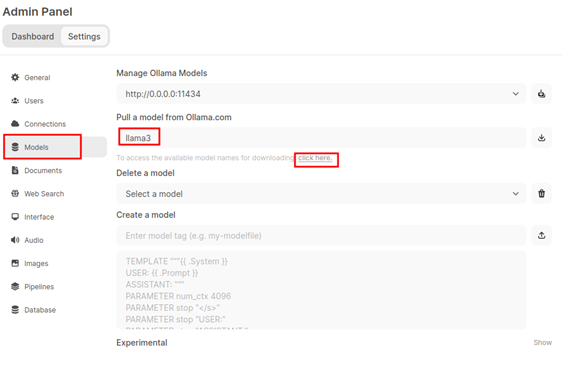 Admin Panel
Dashboard Settings
General
Users
Connections
Models
Documents
Web Search
Interface
Audio
Images
Pipelines
Database
Manage Ollama Models
http://0.0.0.0:11434
Pull a model from Ollama.com
llama3
To access the available model names for downloading, click here.
Delete a model
Select a model
Create a model
Enter model tag (e.g. my-modelfile)
TEMPLATE """{{ .System }}
USER: {{ .Prompt }}
ASSISTANT: """
PARAMETER num_ctx 4096
PARAMETER stop "</s>"
PARAMETER stop "USER:"
Experimental Show